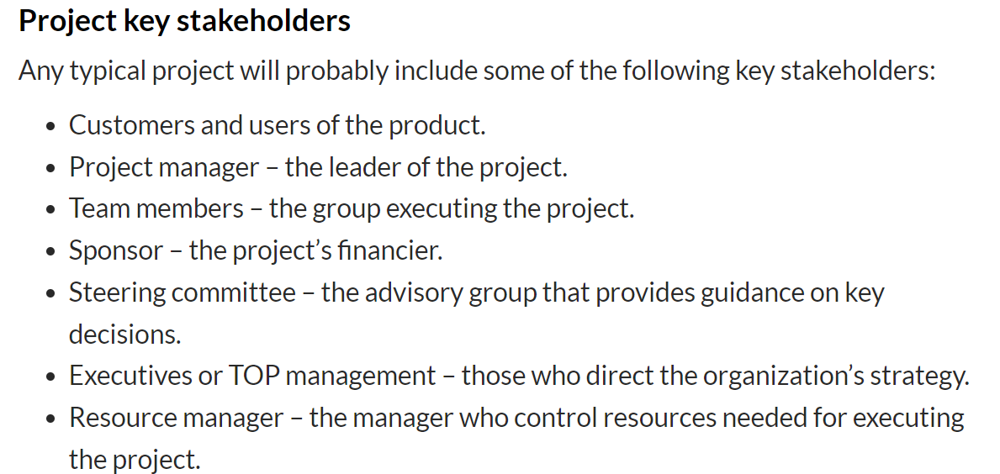 Project key stakeholders
Any typical project will probably include some of the following key stakeholders:
• Customers and users of the product.
• Project manager – the leader of the project.
• Team members – the group executing the project.
• Sponsor – the project’s financier.
• Steering committee – the advisory group that provides guidance on key
decisions.
• Executives or TOP management – those who direct the organization’s strategy.
• Resource manager – the manager who control resources needed for executing
the project.